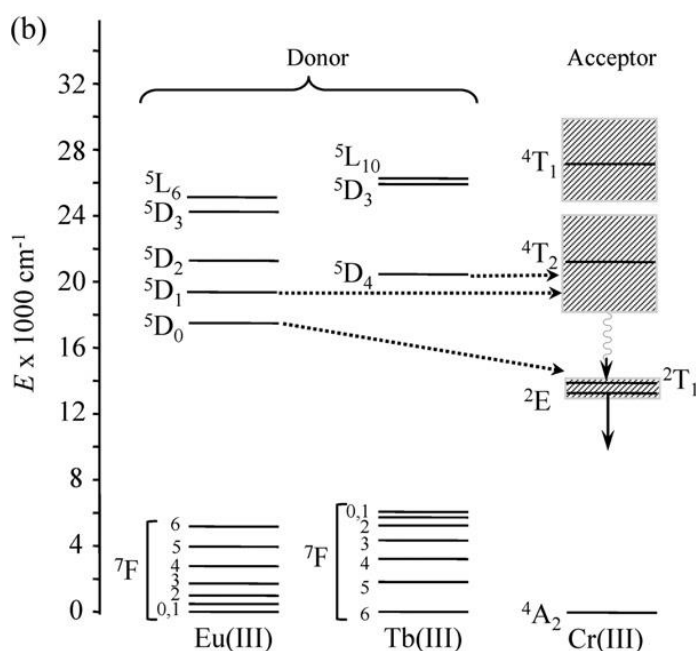 (b)
Donor
Acceptor
E x 1000 cm⁻¹
32
28
24
20
16
12
8
4
0
⁵L₆
⁵D₃
⁵D₂
⁵D₁
⁵D₀
⁷F
6
5
4
3
2
0,1
Eu(III)
⁵L₁₀
⁵D₃
⁵D₄
⁷F
0,1
2
3
4
5
6
Tb(III)
⁴T₁
⁴T₂
²T₁
²E
⁴A₂
Cr(III)